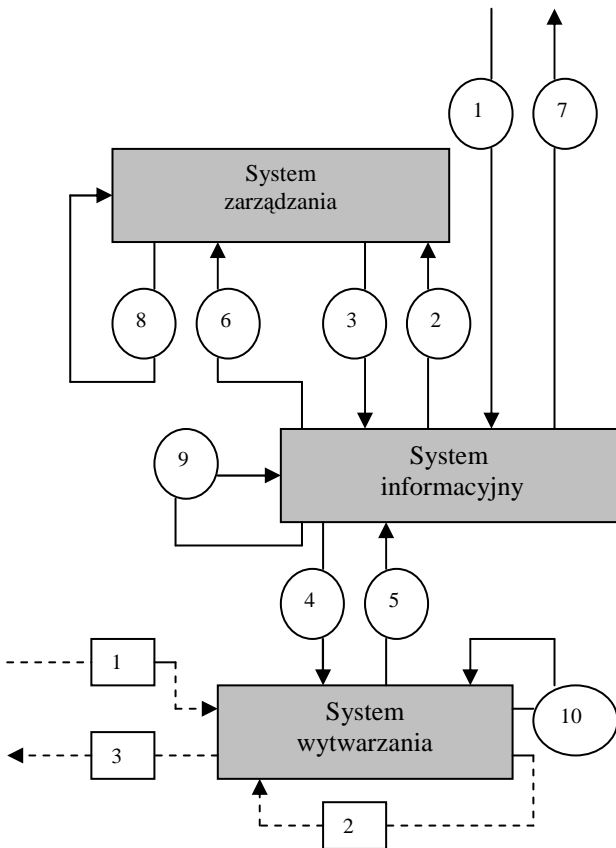 1 7
System
zarządzania
8 6 3 2
9
System
informacyjny
4 5
1
System
wytwarzania
10
3
2